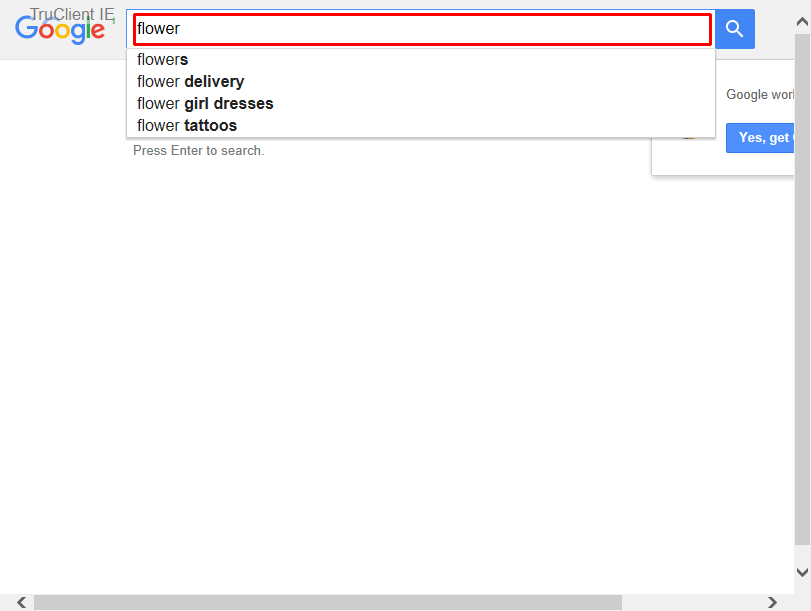 TruClient IE
Google
flower
flowers
flower delivery
flower girl dresses
flower tattoos
Press Enter to search.
Google
Yes, get